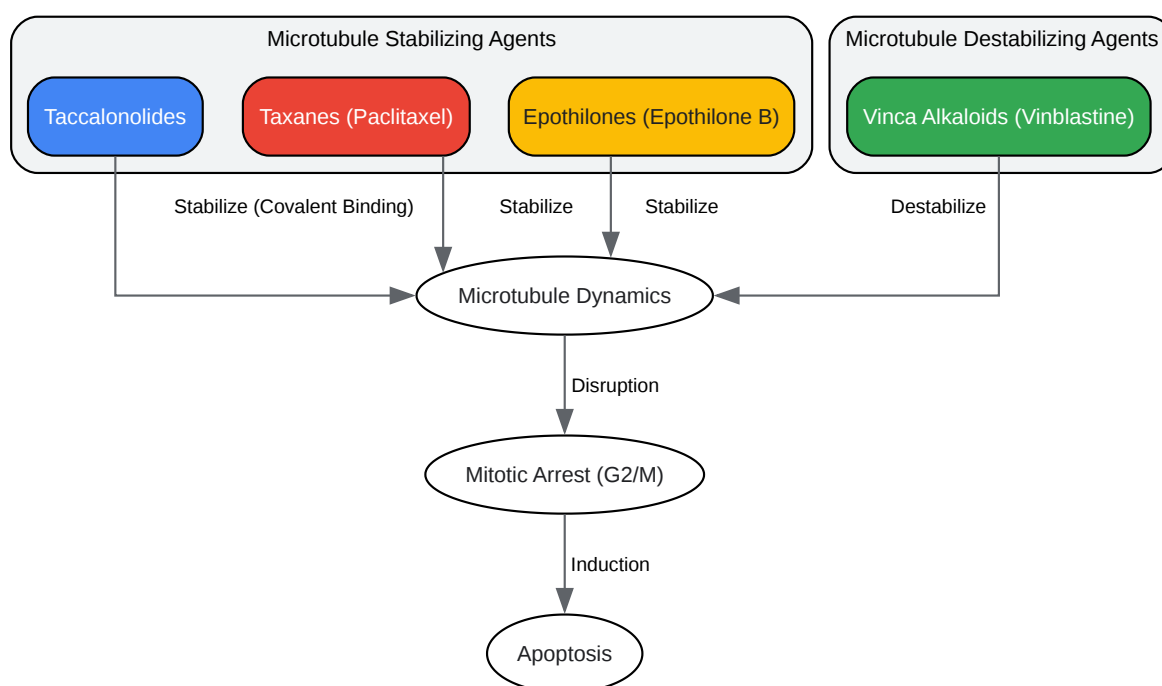 Microtubule Stabilizing Agents
Microtubule Destabilizing Agents
Taccalonolides
Taxanes (Paclitaxel)
Epothilones (Epothilone B)
Vinca Alkaloids (Vinblastine)
Stabilize (Covalent Binding)
Stabilize
Stabilize
Destabilize
Microtubule Dynamics
Disruption
Mitotic Arrest (G2/M)
Induction
Apoptosis